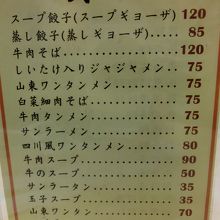 スープ餃子(スープギョーザ) 120
蒸し餃子(蒸しギョーザ)‥‥ 85
牛肉そば‥‥‥‥‥‥‥‥ 120
しいたけ入りジャジャメン‥ 75
山東ワンタンメン‥‥‥‥ 75
白菜細肉そば‥‥‥‥‥‥ 75
牛肉タンメン‥‥‥‥‥‥ 75
サンラーメン‥‥‥‥‥‥ 75
四川風ワンタンメン‥‥‥ 80
牛肉スープ‥‥‥‥‥‥‥ 90
牛のスープ‥‥‥‥‥‥‥ 50
サンラータン‥‥‥‥‥‥ 35
玉子スープ‥‥‥‥‥‥‥ 35
山東ワンタン‥‥‥‥‥‥ 70